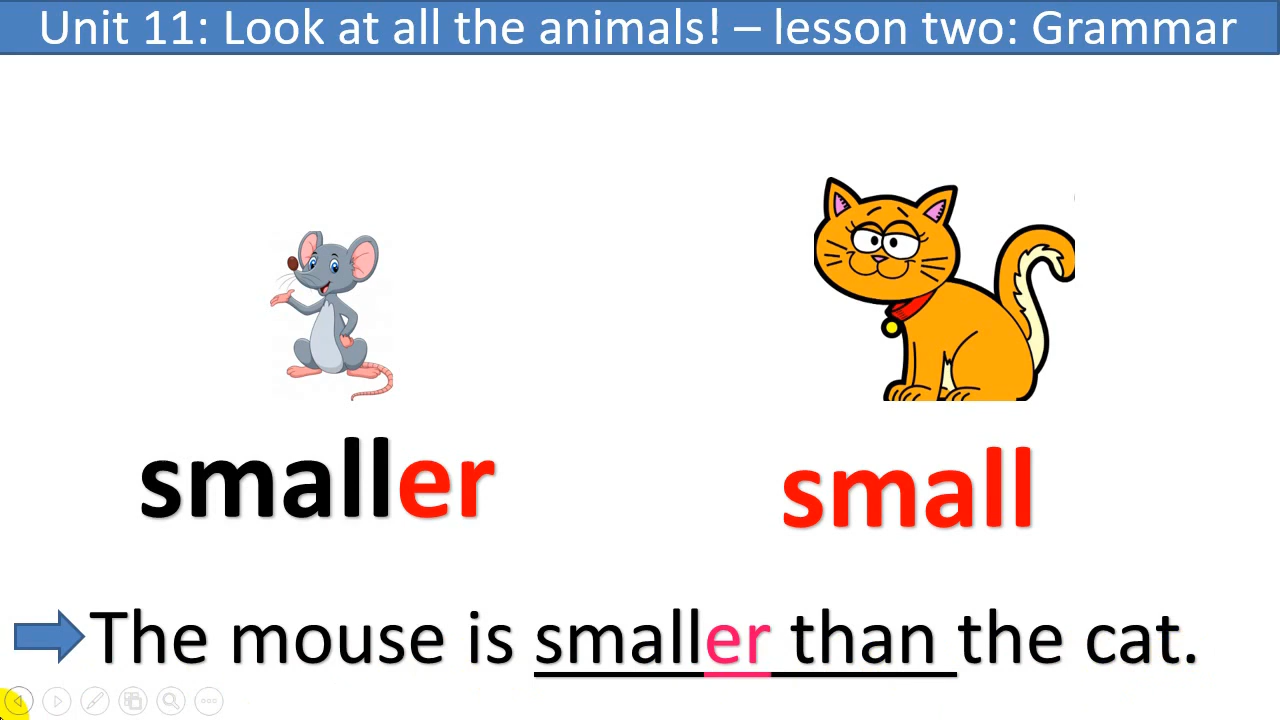 Unit 11: Look at all the animals! – lesson two: Grammar
smaller
small
The mouse is smaller than the cat.